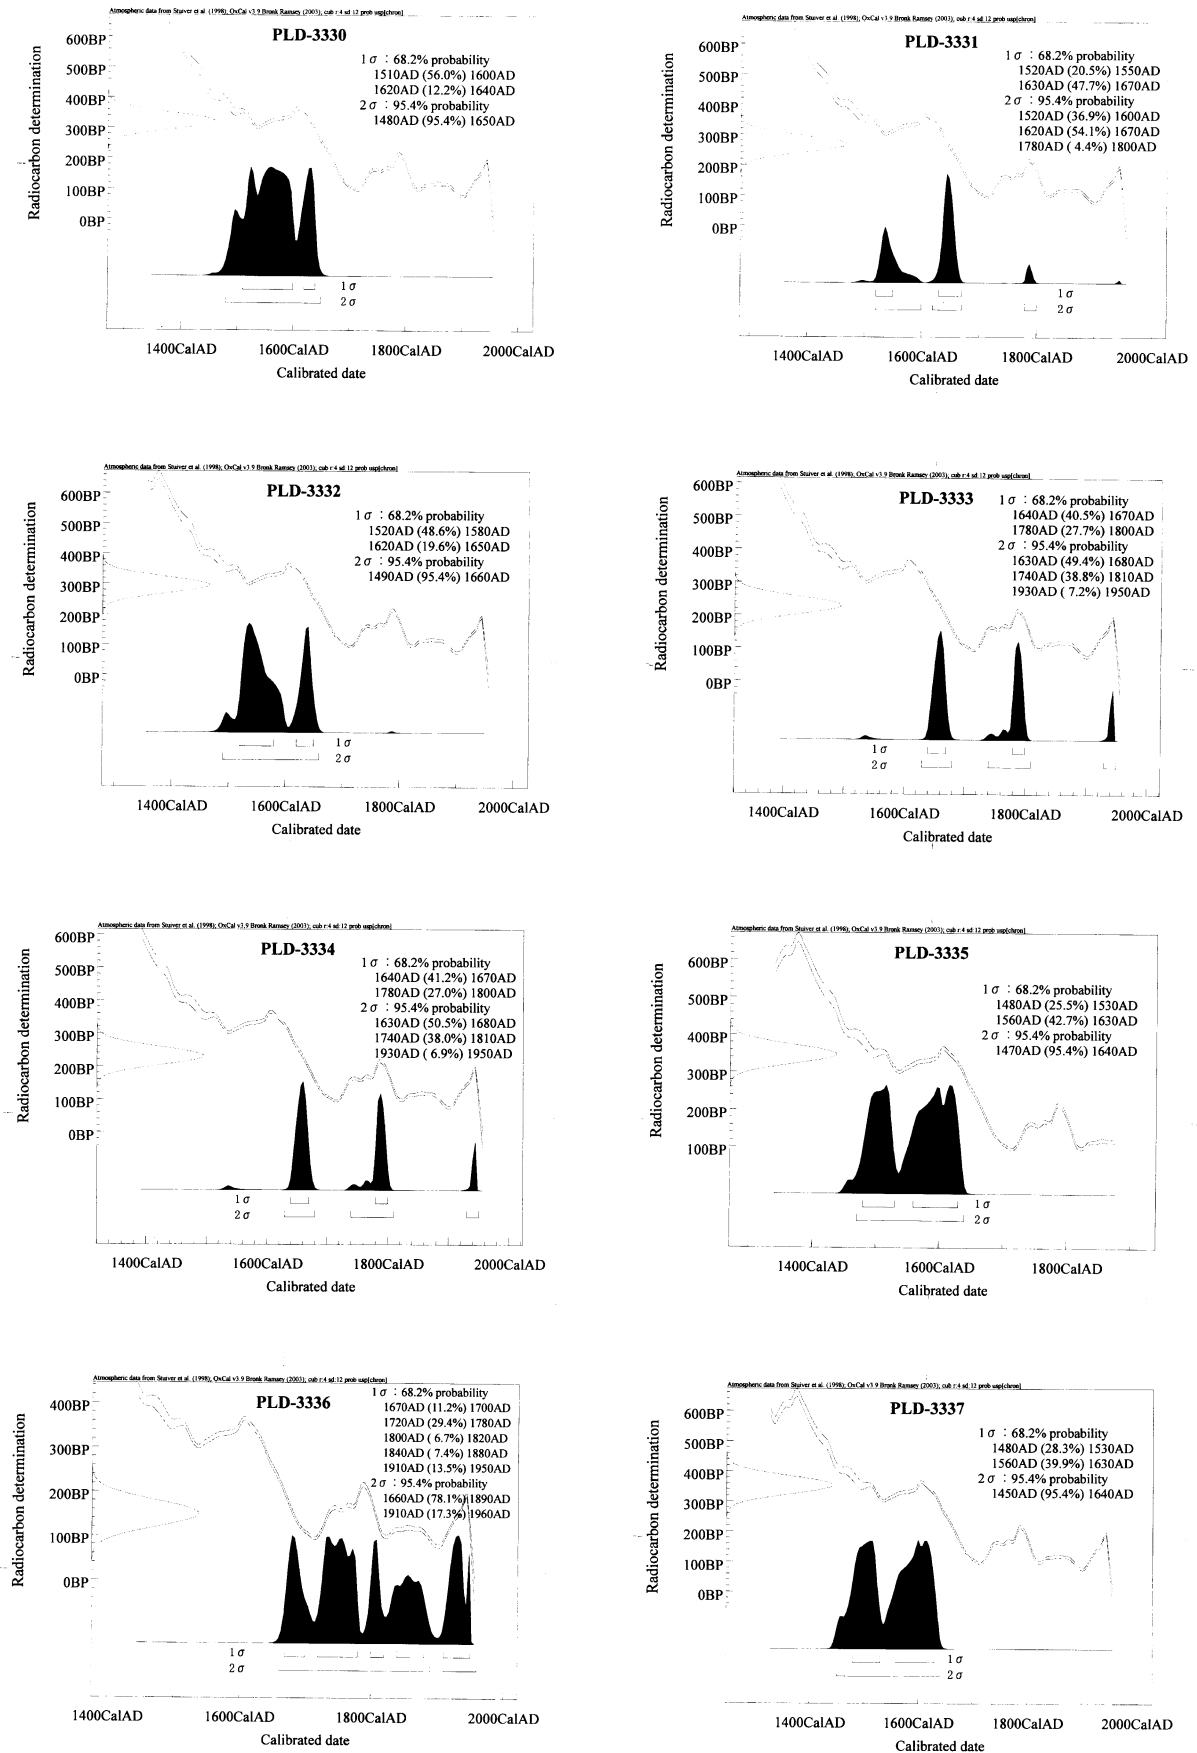 Atmospheric data from Stuiver et al. (1998); OxCal v3.9 Bronk Ramsey (2003); cub r:4 sd:12 prob usp[chron]
PLD-3330
Radiocarbon determination
600BP
500BP
400BP
300BP
200BP
100BP
0BP
1σ : 68.2% probability
1510AD (56.0%) 1600AD
1620AD (12.2%) 1640AD
2σ : 95.4% probability
1480AD (95.4%) 1650AD
1σ
2σ
1400CalAD 1600CalAD 1800CalAD 2000CalAD
Calibrated date
Atmospheric data from Stuiver et al. (1998); OxCal v3.9 Bronk Ramsey (2003); cub r:4 sd:12 prob usp[chron]
PLD-3331
Radiocarbon determination
600BP
500BP
400BP
300BP
200BP
100BP
0BP
1σ : 68.2% probability
1520AD (20.5%) 1550AD
1630AD (47.7%) 1670AD
2σ : 95.4% probability
1520AD (36.9%) 1600AD
1620AD (54.1%) 1670AD
1780AD ( 4.4%) 1800AD
1σ
2σ
1400CalAD 1600CalAD 1800CalAD 2000CalAD
Calibrated date
Atmospheric data from Stuiver et al. (1998); OxCal v3.9 Bronk Ramsey (2003); cub r:4 sd:12 prob usp[chron]
PLD-3332
Radiocarbon determination
600BP
500BP
400BP
300BP
200BP
100BP
0BP
1σ : 68.2% probability
1520AD (48.6%) 1580AD
1620AD (19.6%) 1650AD
2σ : 95.4% probability
1490AD (95.4%) 1660AD
1σ
2σ
1400CalAD 1600CalAD 1800CalAD 2000CalAD
Calibrated date
Atmospheric data from Stuiver et al. (1998); OxCal v3.9 Bronk Ramsey (2003); cub r:4 sd:12 prob usp[chron]
PLD-3333
Radiocarbon determination
600BP
500BP
400BP
300BP
200BP
100BP
0BP
1σ : 68.2% probability
1640AD (40.5%) 1670AD
1780AD (27.7%) 1800AD
2σ : 95.4% probability
1630AD (49.4%) 1680AD
1740AD (38.8%) 1810AD
1930AD ( 7.2%) 1950AD
1σ
2σ
1400CalAD 1600CalAD 1800CalAD 2000CalAD
Calibrated date
Atmospheric data from Stuiver et al. (1998); OxCal v3.9 Bronk Ramsey (2003); cub r:4 sd:12 prob usp[chron]
PLD-3334
Radiocarbon determination
600BP
500BP
400BP
300BP
200BP
100BP
0BP
1σ : 68.2% probability
1640AD (41.2%) 1670AD
1780AD (27.0%) 1800AD
2σ : 95.4% probability
1630AD (50.5%) 1680AD
1740AD (38.0%) 1810AD
1930AD ( 6.9%) 1950AD
1σ
2σ
1400CalAD 1600CalAD 1800CalAD 2000CalAD
Calibrated date
Atmospheric data from Stuiver et al. (1998); OxCal v3.9 Bronk Ramsey (2003); cub r:4 sd:12 prob usp[chron]
PLD-3335
Radiocarbon determination
600BP
500BP
400BP
300BP
200BP
100BP
1σ : 68.2% probability
1480AD (25.5%) 1530AD
1560AD (42.7%) 1630AD
2σ : 95.4% probability
1470AD (95.4%) 1640AD
1σ
2σ
1400CalAD 1600CalAD 1800CalAD
Calibrated date
Atmospheric data from Stuiver et al. (1998); OxCal v3.9 Bronk Ramsey (2003); cub r:4 sd:12 prob usp[chron]
PLD-3336
Radiocarbon determination
400BP
300BP
200BP
100BP
0BP
1σ : 68.2% probability
1670AD (11.2%) 1700AD
1720AD (29.4%) 1780AD
1800AD ( 6.7%) 1820AD
1840AD ( 7.4%) 1880AD
1910AD (13.5%) 1950AD
2σ : 95.4% probability
1660AD (78.1%) 1890AD
1910AD (17.3%) 1960AD
1σ
2σ
1400CalAD 1600CalAD 1800CalAD 2000CalAD
Calibrated date
Atmospheric data from Stuiver et al. (1998); OxCal v3.9 Bronk Ramsey (2003); cub r:4 sd:12 prob usp[chron]
PLD-3337
Radiocarbon determination
600BP
500BP
400BP
300BP
200BP
100BP
0BP
1σ : 68.2% probability
1480AD (28.3%) 1530AD
1560AD (39.9%) 1630AD
2σ : 95.4% probability
1450AD (95.4%) 1640AD
1σ
2σ
1400CalAD 1600CalAD 1800CalAD 2000CalAD
Calibrated date